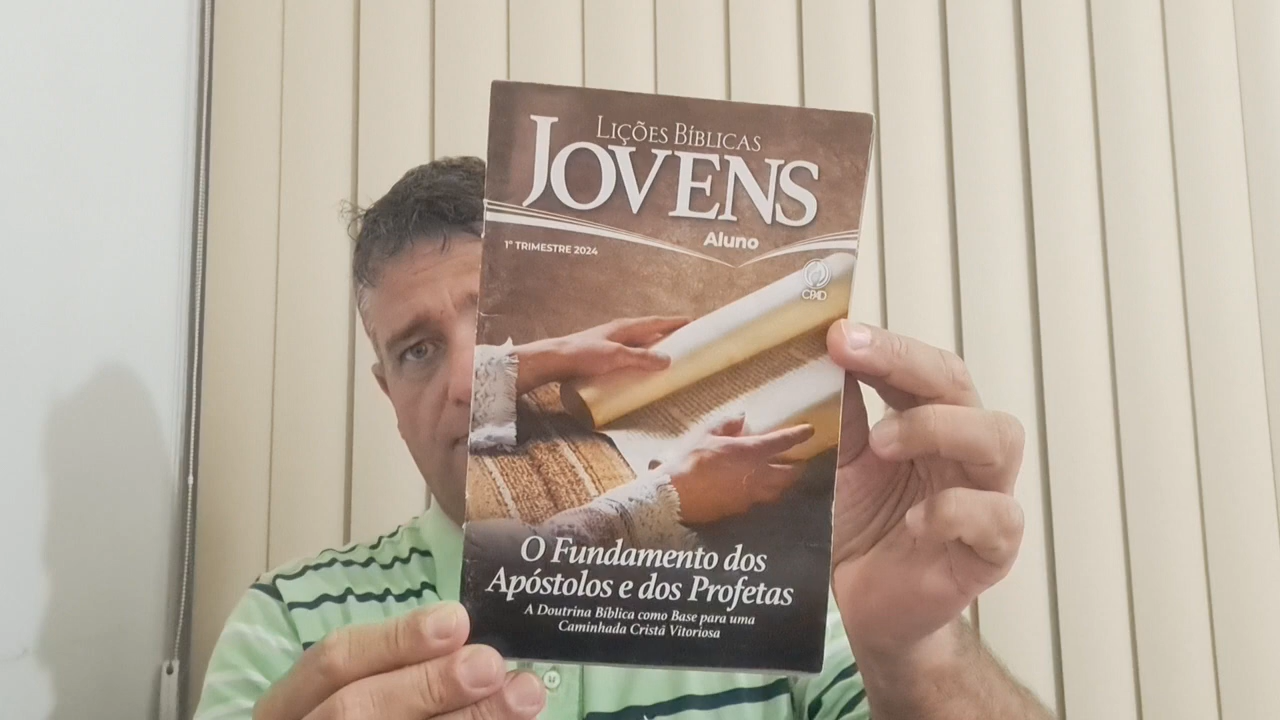 LIÇÕES BÍBLICAS
JOVENS
Aluno
1º TRIMESTRE 2024
CPAD
O Fundamento dos
Apóstolos e dos Profetas
A Doutrina Bíblica como Base para uma
Caminhada Cristã Vitoriosa